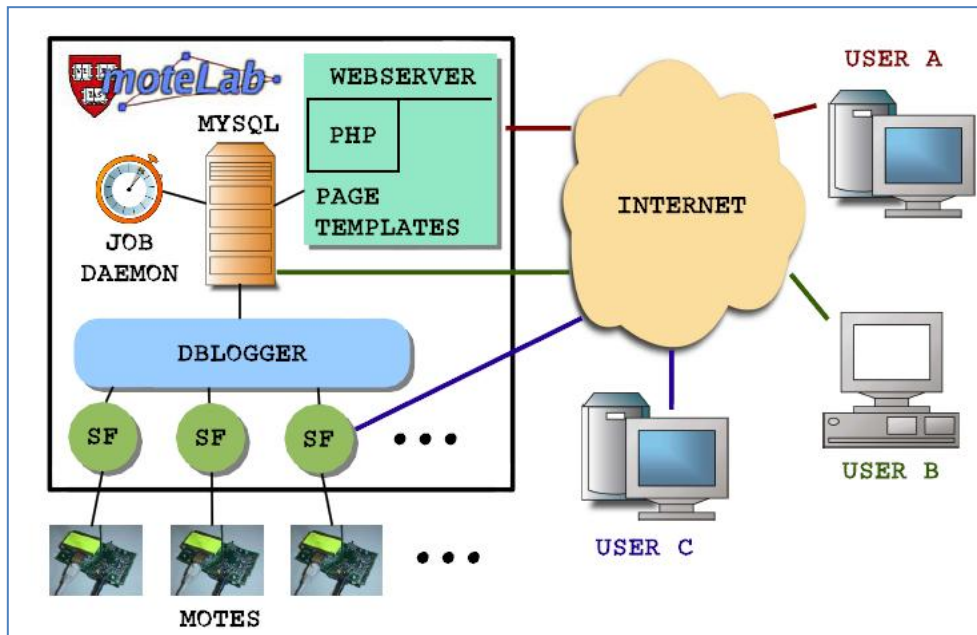 moteLab
WEBSERVER
PHP
PAGE
TEMPLATES
MYSQL
JOB
DAEMON
DBLOGGER
SF
SF
SF
MOTES
INTERNET
USER A
USER B
USER C